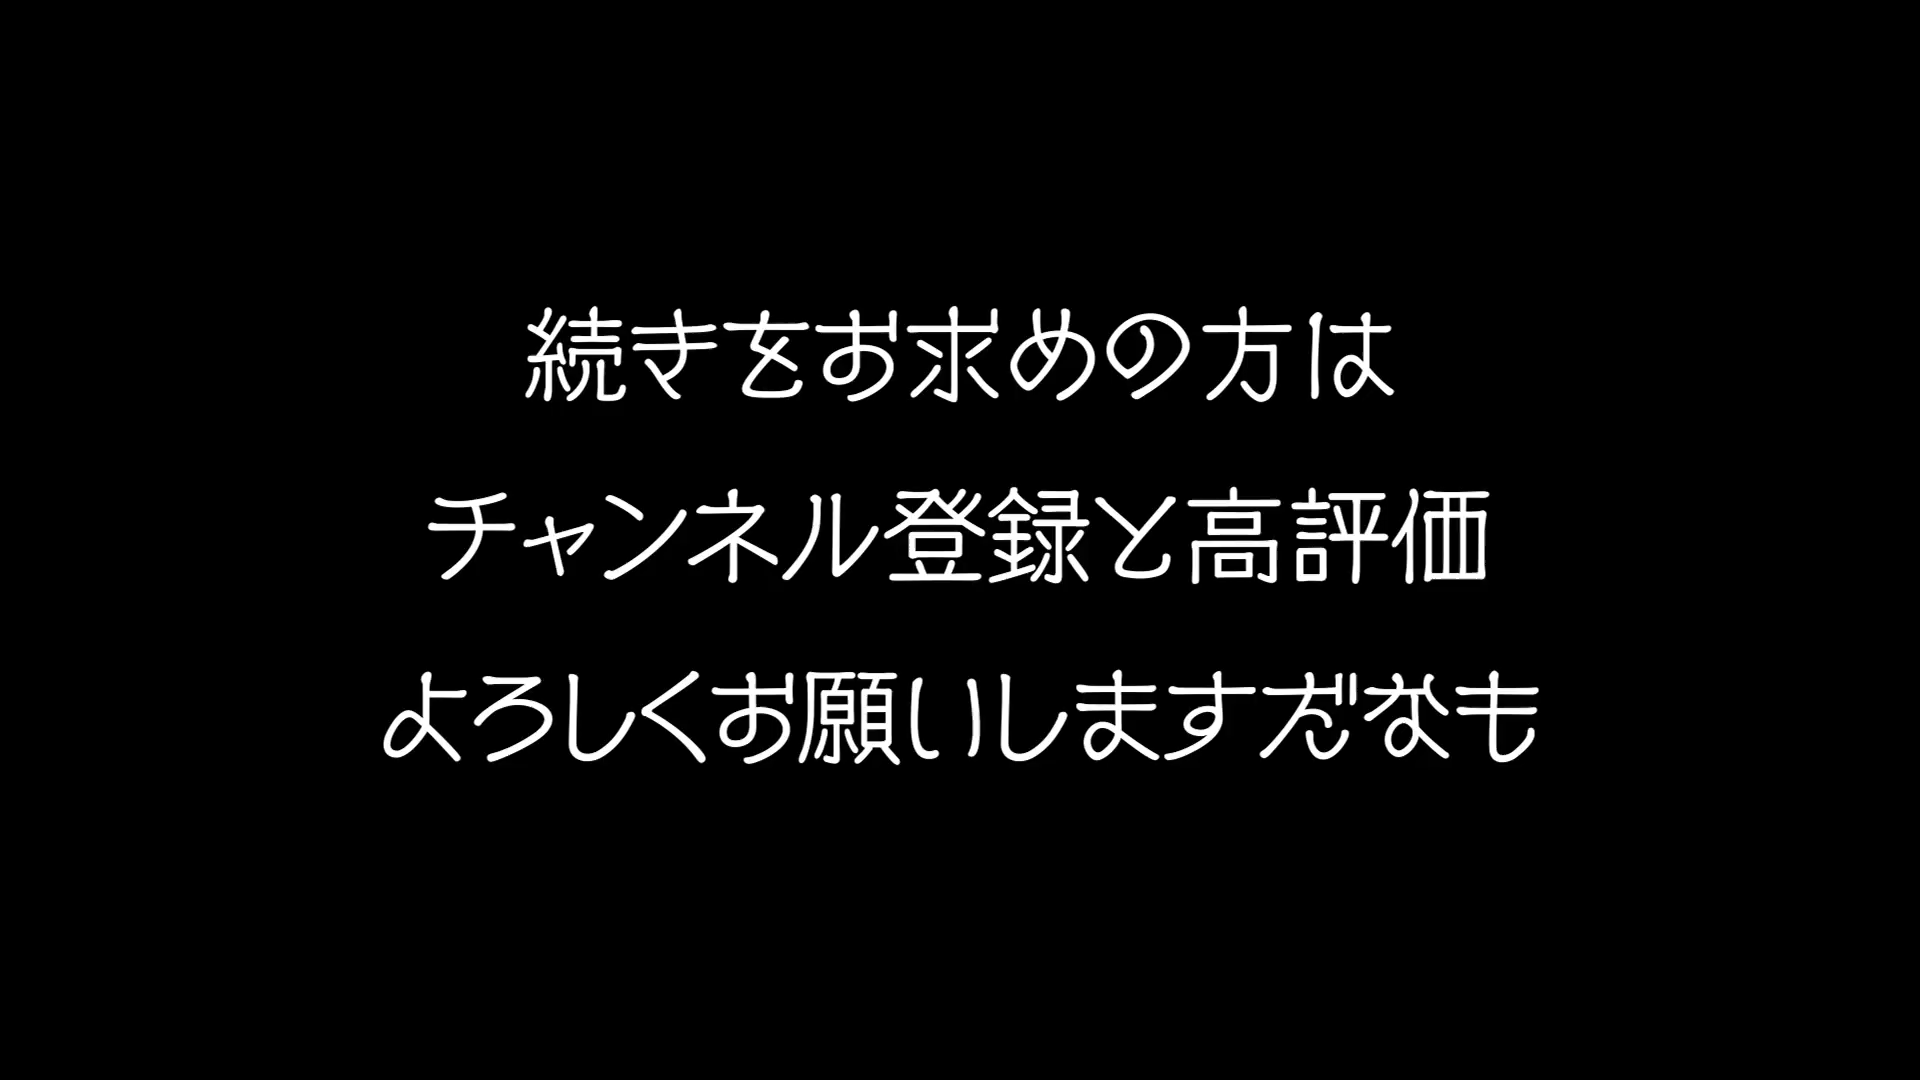 続きをお求めの方は
チャンネル登録と高評価
よろしくお願いしますだなも